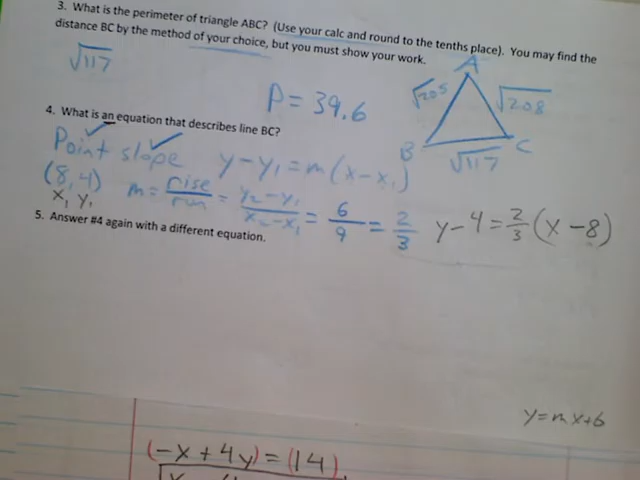 3. What is the perimeter of triangle ABC? (Use your calc and round to the tenths place). You may find the
distance BC by the method of your choice, but you must show your work.
√117
P = 39.6
A
√205
√208
B
C
√117
4. What is an equation that describes line BC?
Point slope y-y₁=m(x-x₁)
(8,4) m = rise/run = y₂-y₁/x₂-x₁ = 6/9 = 2/3 y-4=2/3(x-8)
x₁ y₁
5. Answer #4 again with a different equation.
y=mx+b
(-x+4y)=(14)